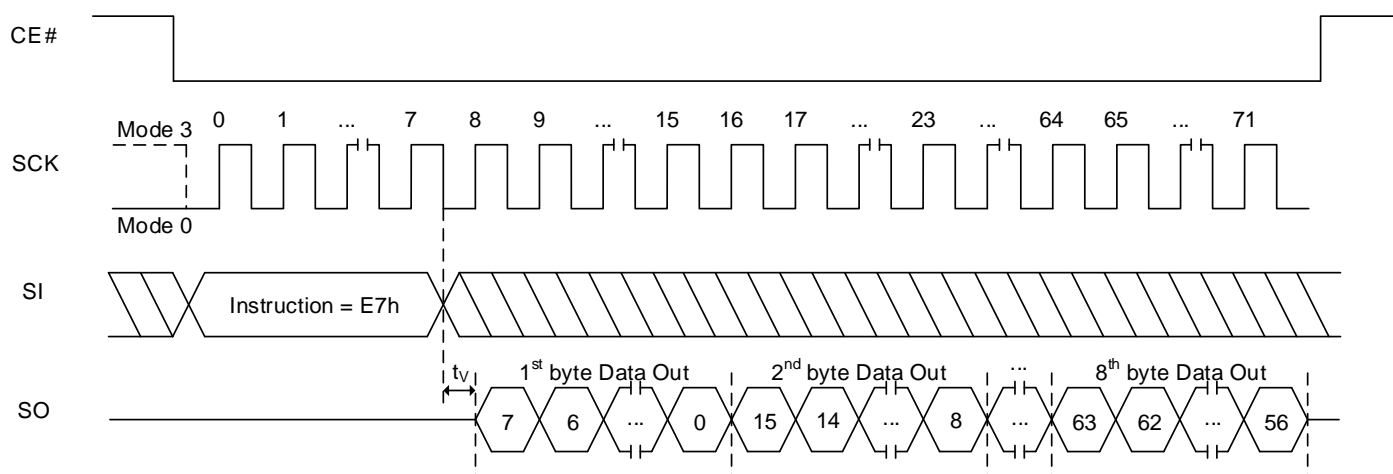 CE#
0 1 ... 7 8 9 ... 15 16 17 ... 23 ... 64 65 ... 71
Mode 3
SCK
Mode 0
SI
Instruction = E7h
tV 1st byte Data Out 2nd byte Data Out ... 8th byte Data Out
SO
7 6 ... 0 15 14 ... 8 ... 63 62 ... 56